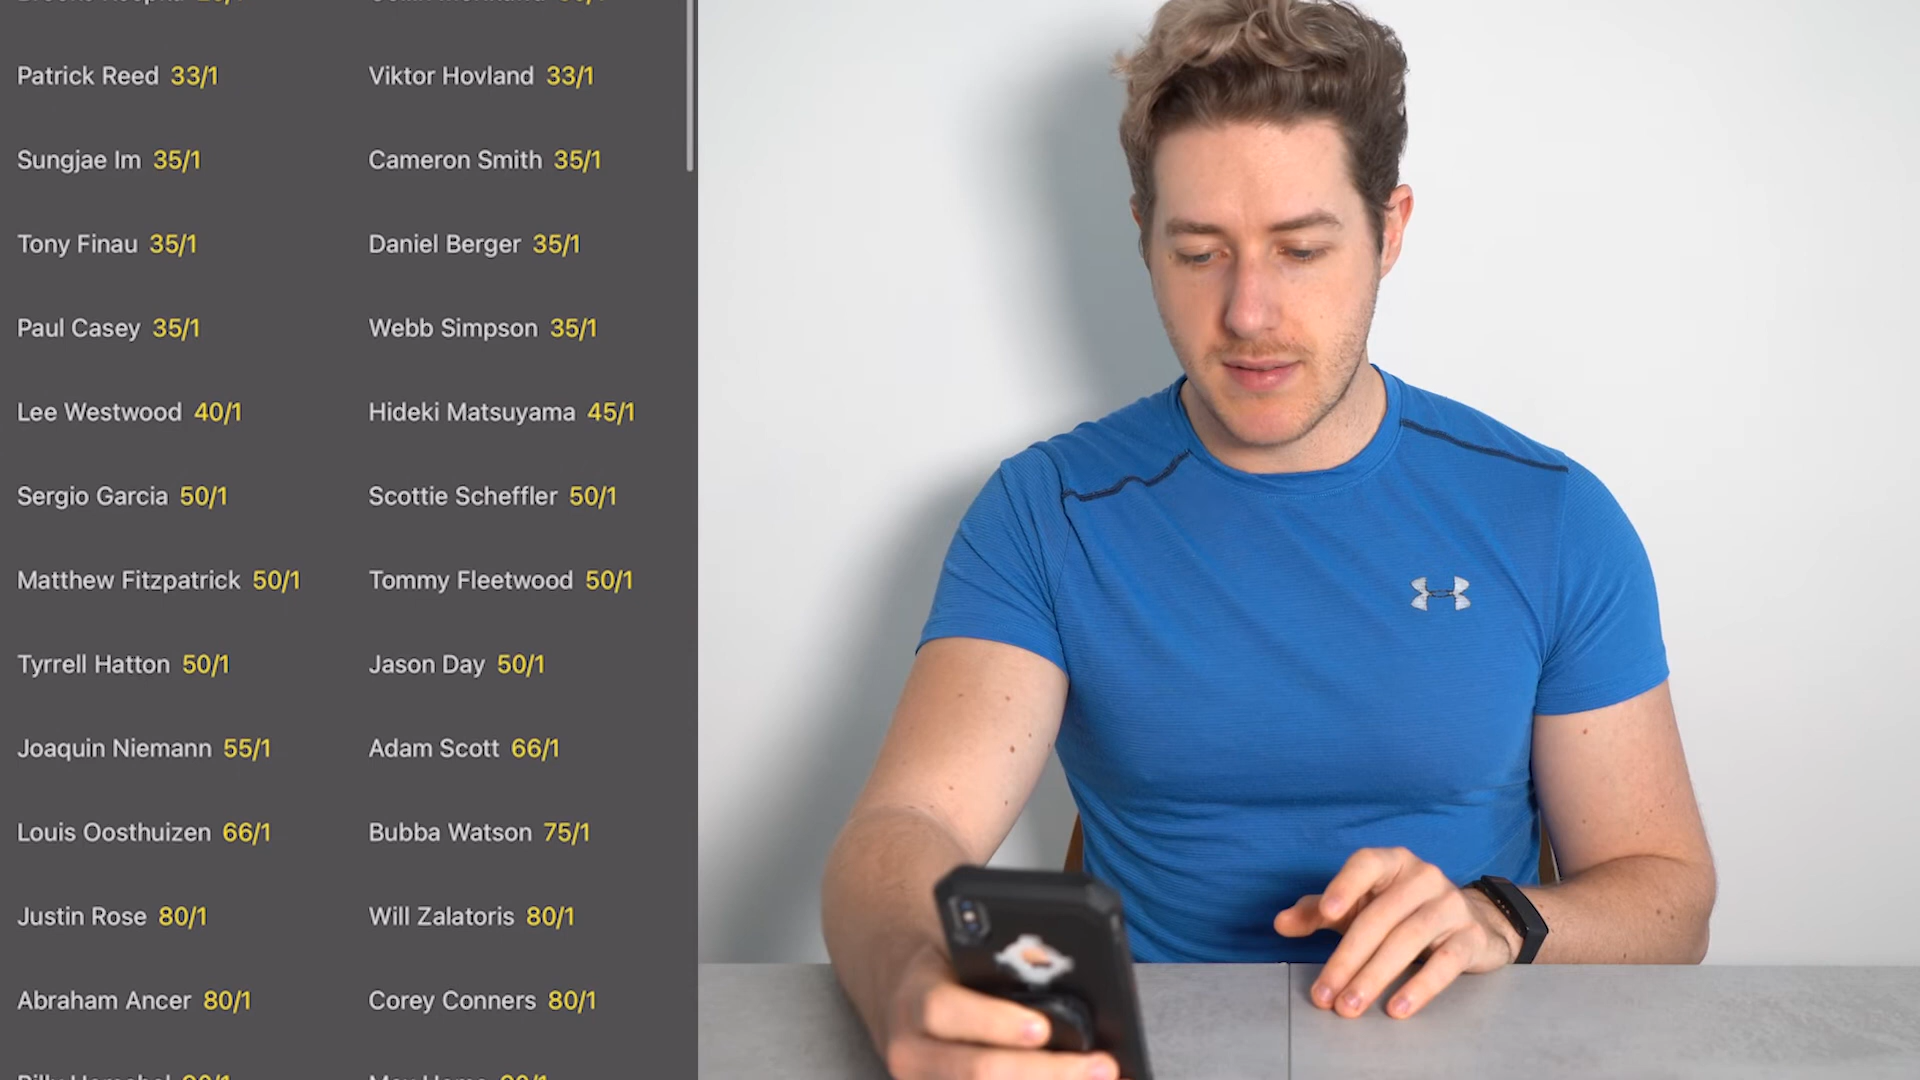 Patrick Reed 33/1 Viktor Hovland 33/1
Sungjae Im 35/1 Cameron Smith 35/1
Tony Finau 35/1 Daniel Berger 35/1
Paul Casey 35/1 Webb Simpson 35/1
Lee Westwood 40/1 Hideki Matsuyama 45/1
Sergio Garcia 50/1 Scottie Scheffler 50/1
Matthew Fitzpatrick 50/1 Tommy Fleetwood 50/1
Tyrrell Hatton 50/1 Jason Day 50/1
Joaquin Niemann 55/1 Adam Scott 66/1
Louis Oosthuizen 66/1 Bubba Watson 75/1
Justin Rose 80/1 Will Zalatoris 80/1
Abraham Ancer 80/1 Corey Conners 80/1